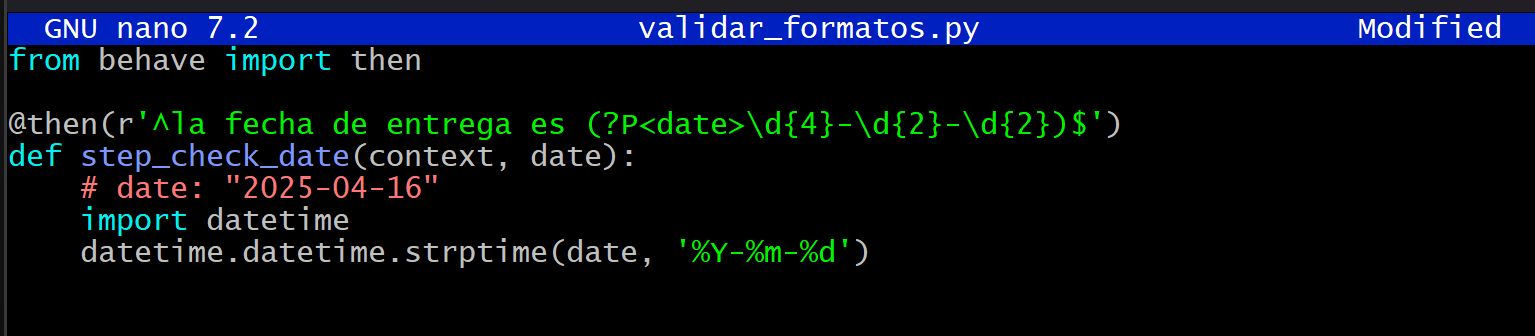 GNU nano 7.2 validar_formatos.py Modified
from behave import then
@then(r'^la fecha de entrega es (?P<date>\d{4}-\d{2}-\d{2})$')
def step_check_date(context, date):
    # date: "2025-04-16"
    import datetime
    datetime.datetime.strptime(date, '%Y-%m-%d')